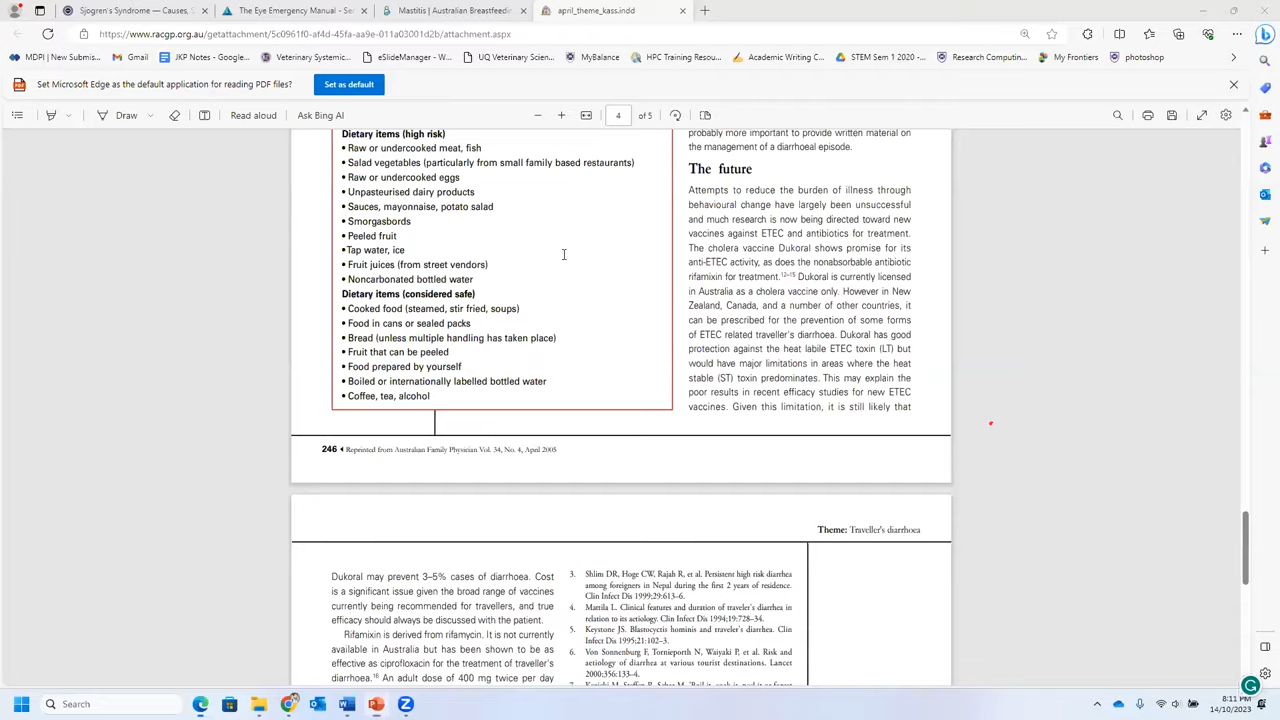 Sjogren's Syndrome — Causes, S
The Eye Emergency Manual - Ser
Mastitis | Australian Breastfeedin
april_theme_kass.indd
https://www.racgp.org.au/getattachment/5c0961f0-af4d-45fa-aa9e-011a03001d2b/attachment.aspx
MDPI | New Submis...
Gmail
JKP Notes - Google...
Veterinary Systemic...
eSlideManager - W...
UQ Veterinary Scien...
MyBalance
HPC Training Resou...
Academic Writing C...
STEM Sem 1 2020 -...
Research Computin...
My Frontiers
photoshop
Set Microsoft Edge as the default application for reading PDF files?
Set as default
Draw
Read aloud
Ask Bing AI
4
of 5
Dietary items (high risk)
• Raw or undercooked meat, fish
• Salad vegetables (particularly from small family based restaurants)
• Raw or undercooked eggs
• Unpasteurised dairy products
• Sauces, mayonnaise, potato salad
• Smorgasbords
• Peeled fruit
• Tap water, ice
• Fruit juices (from street vendors)
• Noncarbonated bottled water
Dietary items (considered safe)
• Cooked food (steamed, stir fried, soups)
• Food in cans or sealed packs
• Bread (unless multiple handling has taken place)
• Fruit that can be peeled
• Food prepared by yourself
• Boiled or internationally labelled bottled water
• Coffee, tea, alcohol
probably more important to provide written material on
the management of a diarrhoeal episode.
The future
Attempts to reduce the burden of illness through
behavioural change have largely been unsuccessful
and much research is now being directed toward new
vaccines against ETEC and antibiotics for treatment.
The cholera vaccine Dukoral shows promise for its
anti-ETEC activity, as does the nonabsorbable antibiotic
rifamixin for treatment.12–15 Dukoral is currently licensed
in Australia as a cholera vaccine only. However in New
Zealand, Canada, and a number of other countries, it
can be prescribed for the prevention of some forms
of ETEC related traveller's diarrhoea. Dukoral has good
protection against the heat labile ETEC toxin (LT) but
would have major limitations in areas where the heat
stable (ST) toxin predominates. This may explain the
poor results in recent efficacy studies for new ETEC
vaccines. Given this limitation, it is still likely that
246 Reprinted from Australian Family Physician Vol. 34, No. 4, April 2005
Theme: Traveller's diarrhoea
Dukoral may prevent 3–5% cases of diarrhoea. Cost
is a significant issue given the broad range of vaccines
currently being recommended for travellers, and true
efficacy should always be discussed with the patient.
Rifamixin is derived from rifamycin. It is not currently
available in Australia but has been shown to be as
effective as ciprofloxacin for the treatment of traveller's
diarrhoea.16 An adult dose of 400 mg twice per day
3. Shlim DR, Hoge CW, Rajah R, et al. Persistent high risk diarrhea
among foreigners in Nepal during the first 2 years of residence.
Clin Infect Dis 1999;29:613–6.
4. Mattila L. Clinical features and duration of traveler's diarrhea in
relation to its aetiology. Clin Infect Dis 1994;19:728–34.
5. Keystone JS. Blastocyctis hominis and traveler's diarrhea. Clin
Infect Dis 1995;21:102–3.
6. Von Sonnenburg F, Tornieporth N, Waiyaki P, et al. Risk and
aetiology of diarrhea at various tourist destinations. Lancet
2000;356:133–4.
Search
8:11 PM
14/10/2023